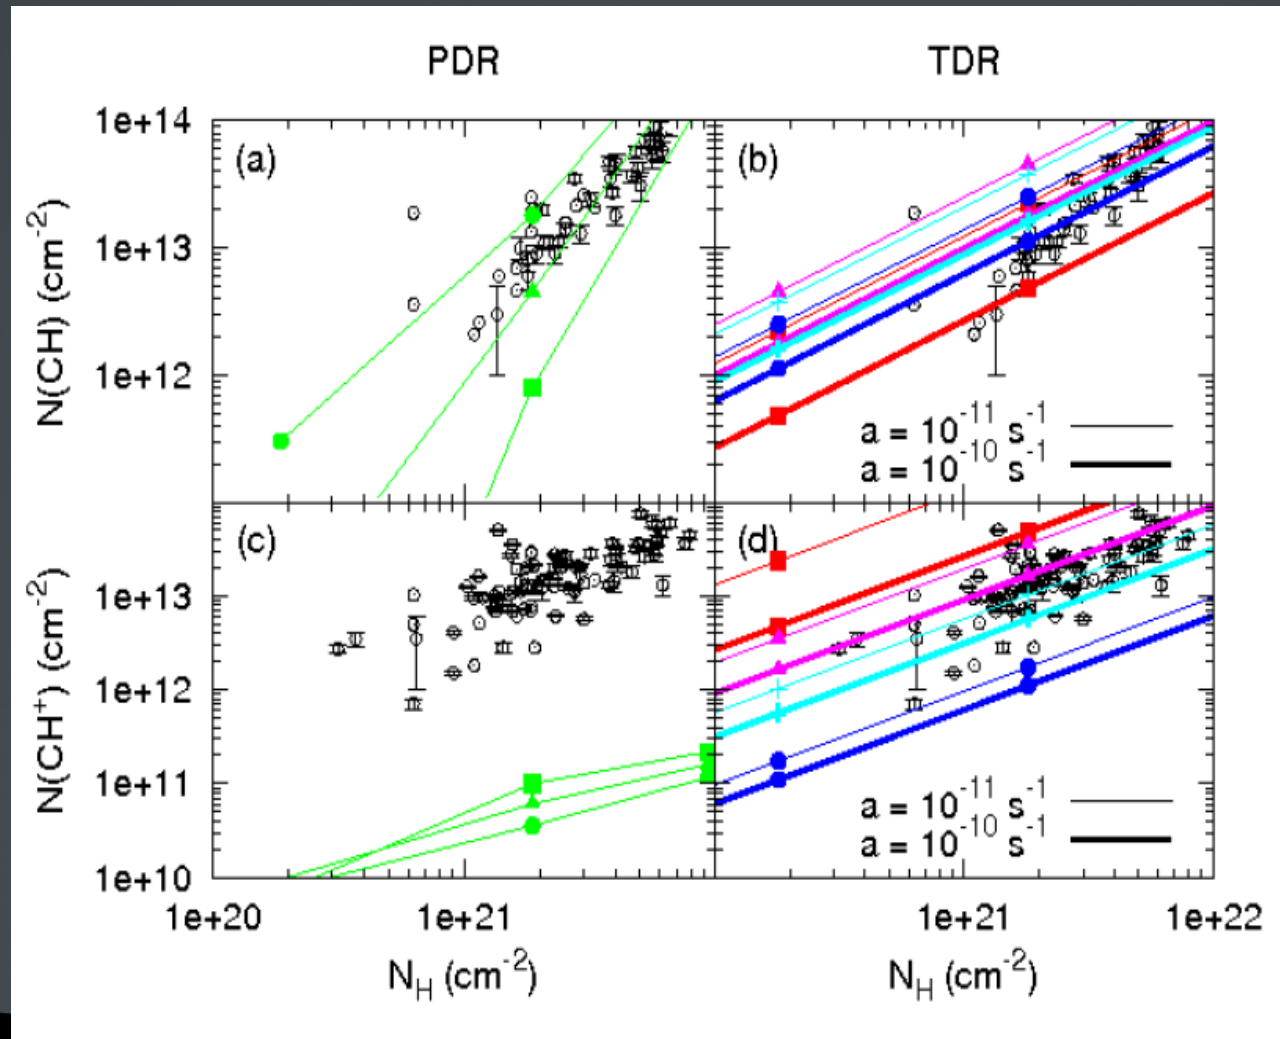 PDR
TDR
1e+14
1e+13
1e+12
N(CH) (cm⁻²)
(a)
(b)
a = 10⁻¹¹ s⁻¹
a = 10⁻¹⁰ s⁻¹
1e+13
1e+12
1e+11
1e+10
N(CH⁺) (cm⁻²)
(c)
(d)
a = 10⁻¹¹ s⁻¹
a = 10⁻¹⁰ s⁻¹
1e+20
1e+21
1e+21
1e+22
N_H (cm⁻²)
N_H (cm⁻²)